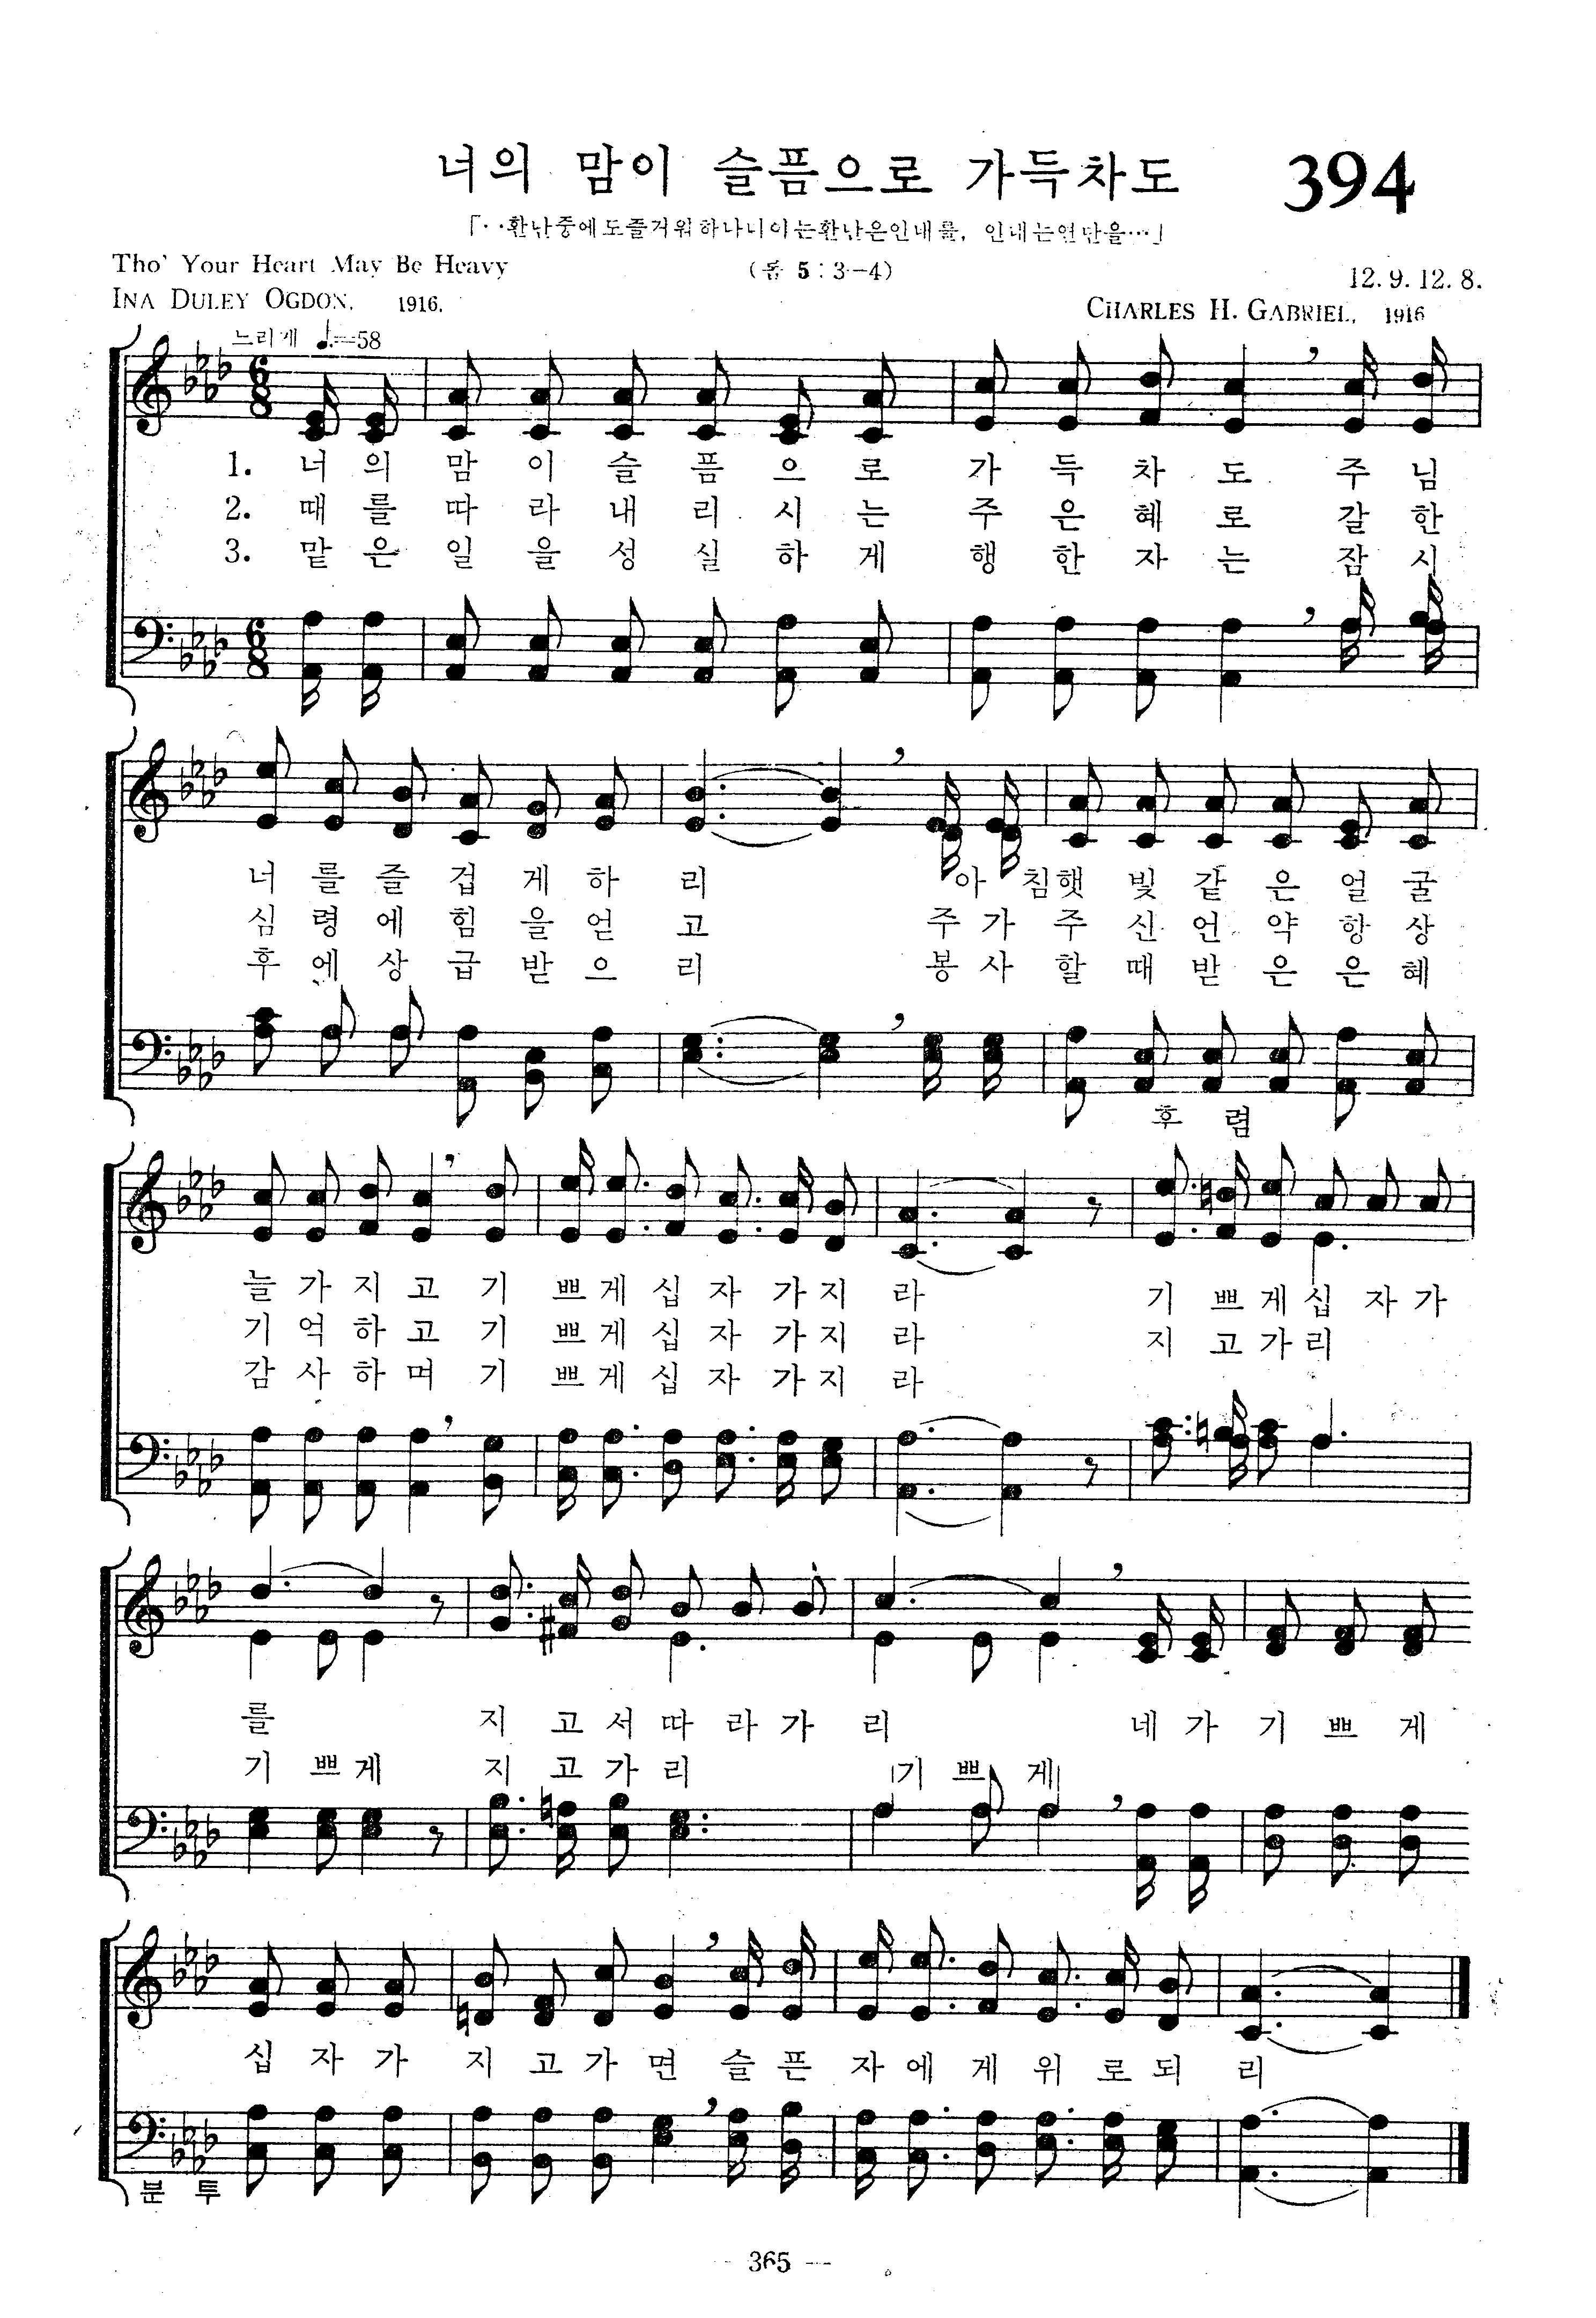 너의 맘이 슬픔으로 가득차도 394
「··환난중에도즐거워하나니이는환난은인내를, 인내는연단을…」
Tho' Your Heart May Be Heavy (롬 5:3-4) 12. 9. 12. 8.
INA DULEY OGDON, 1916. CHARLES H. GABRIEL, 1916
느리게 ♩.=58
1. 너 의 맘 이 슬 픔 으 로 가 득 차 도 주 님
2. 때 를 따 라 내 리 시 는 주 은 혜 로 갈 한
3. 맡 은 일 을 성 실 하 게 행 한 자 는 잠 시
너 를 즐 겁 게 하 리 아 침 햇 빛 같 은 얼 굴
심 령 에 힘 을 얻 고 주 가 주 신 언 약 항 상
후 에 상 급 받 으 리 봉 사 할 때 받 은 은 혜
후 렴
늘 가 지 고 기 쁘 게 십 자 가 지 라 기 쁘 게 십 자 가
기 억 하 고 기 쁘 게 십 자 가 지 라 지 고 가 리
감 사 하 며 기 쁘 게 십 자 가 지 라
를 지 고 서 따 라 가 리 네 가 기 쁘 게
기 쁘 게 지 고 가 리 기 쁘 게
십 자 가 지 고 가 면 슬 픈 자 에 게 위 로 되 리
분 투
- 365 -